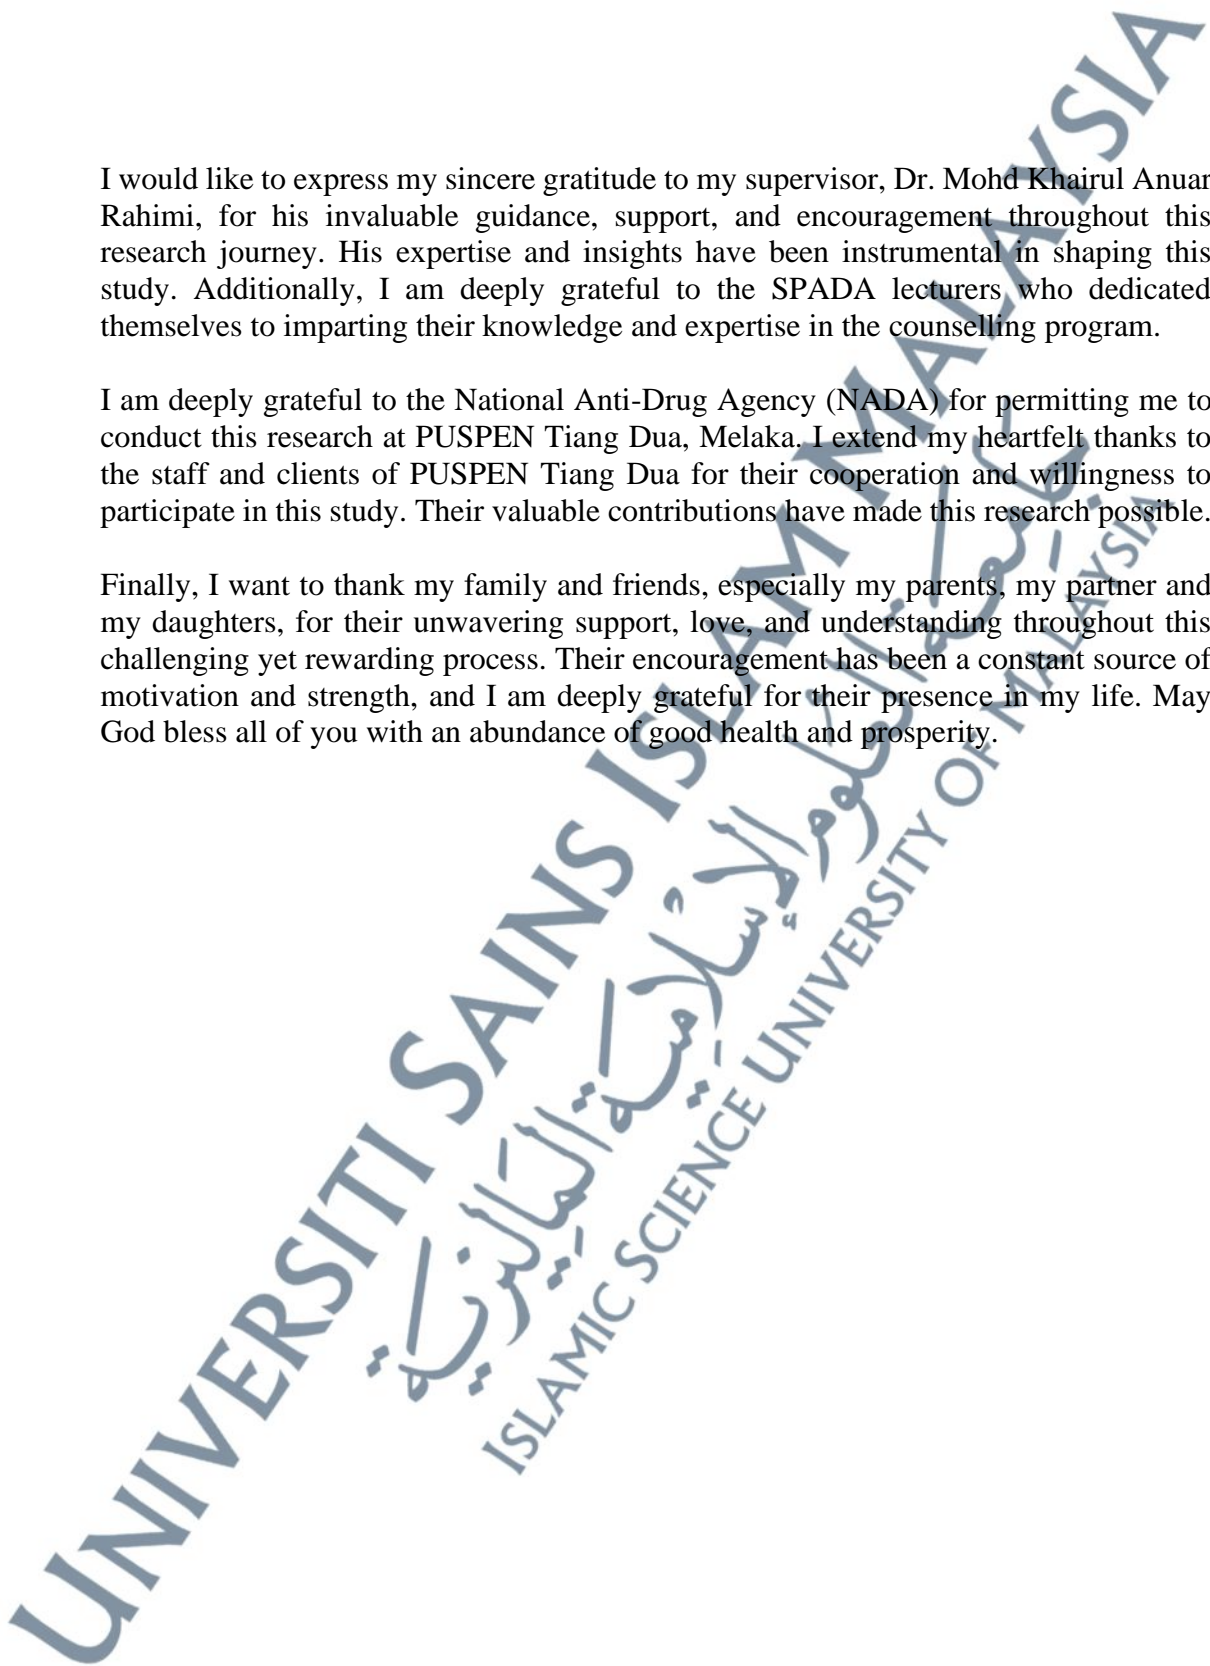 I would like to express my sincere gratitude to my supervisor, Dr. Mohd Khairul Anuar
Rahimi, for his invaluable guidance, support, and encouragement throughout this
research journey. His expertise and insights have been instrumental in shaping this
study. Additionally, I am deeply grateful to the SPADA lecturers who dedicated
themselves to imparting their knowledge and expertise in the counselling program.
I am deeply grateful to the National Anti-Drug Agency (NADA) for permitting me to
conduct this research at PUSPEN Tiang Dua, Melaka. I extend my heartfelt thanks to
the staff and clients of PUSPEN Tiang Dua for their cooperation and willingness to
participate in this study. Their valuable contributions have made this research possible.
Finally, I want to thank my family and friends, especially my parents, my partner and
my daughters, for their unwavering support, love, and understanding throughout this
challenging yet rewarding process. Their encouragement has been a constant source of
motivation and strength, and I am deeply grateful for their presence in my life. May
God bless all of you with an abundance of good health and prosperity.
UNIVERSITI SAINS ISLAM MALAYSIA
جامعة العلوم الإسلامية الماليزية
ISLAMIC SCIENCE UNIVERSITY OF MALAYSIA